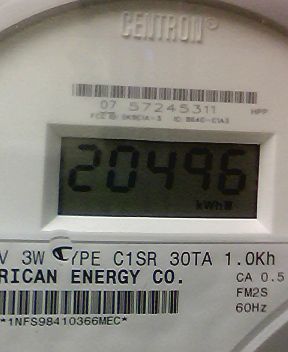 CENTRON®
07 57245311 HPP
20496
kWh
V 3W TYPE C1SR 30TA 1.0Kh
RICAN ENERGY CO. CA 0.5
FM2S
60Hz
*1NFS98410366MEC*